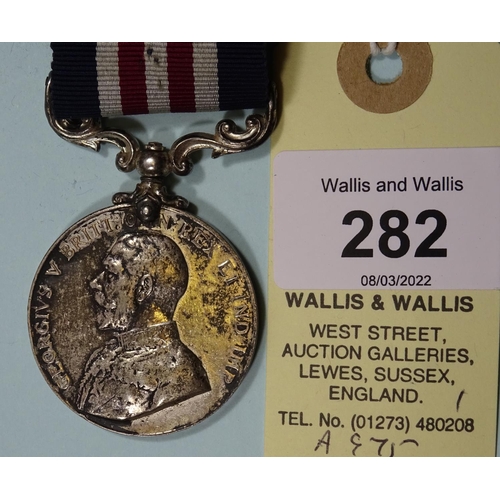 GEORGIVS V BRITT: REX ET IND: IMP:
Wallis and Wallis
282
08/03/2022
WALLIS & WALLIS
WEST STREET,
AUCTION GALLERIES,
LEWES, SUSSEX,
ENGLAND.
TEL. No. (01273) 480208